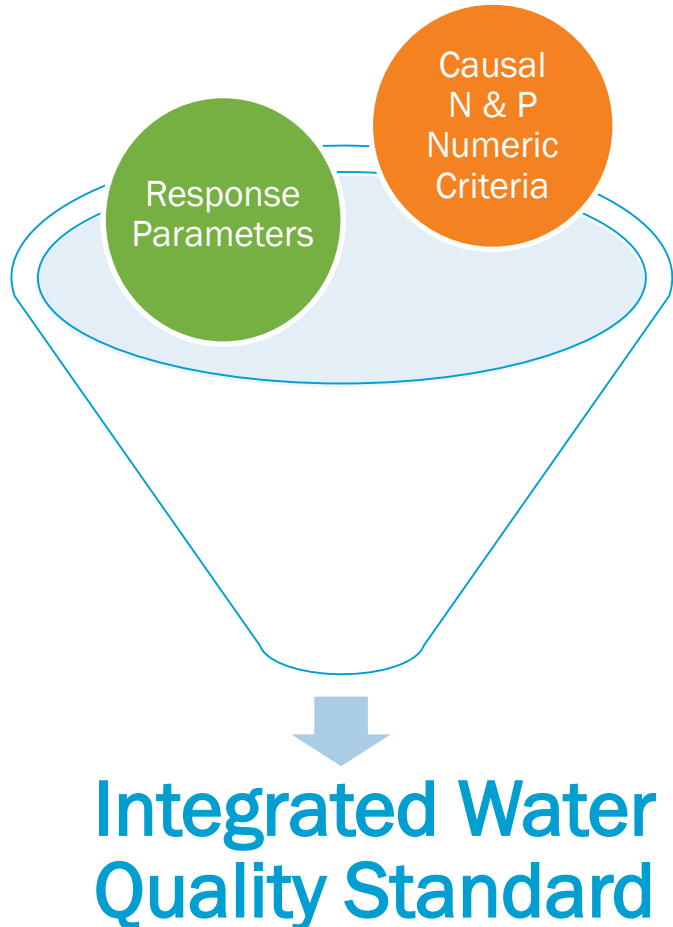 Causal
N & P
Numeric
Criteria
Response
Parameters
Integrated Water
Quality Standard